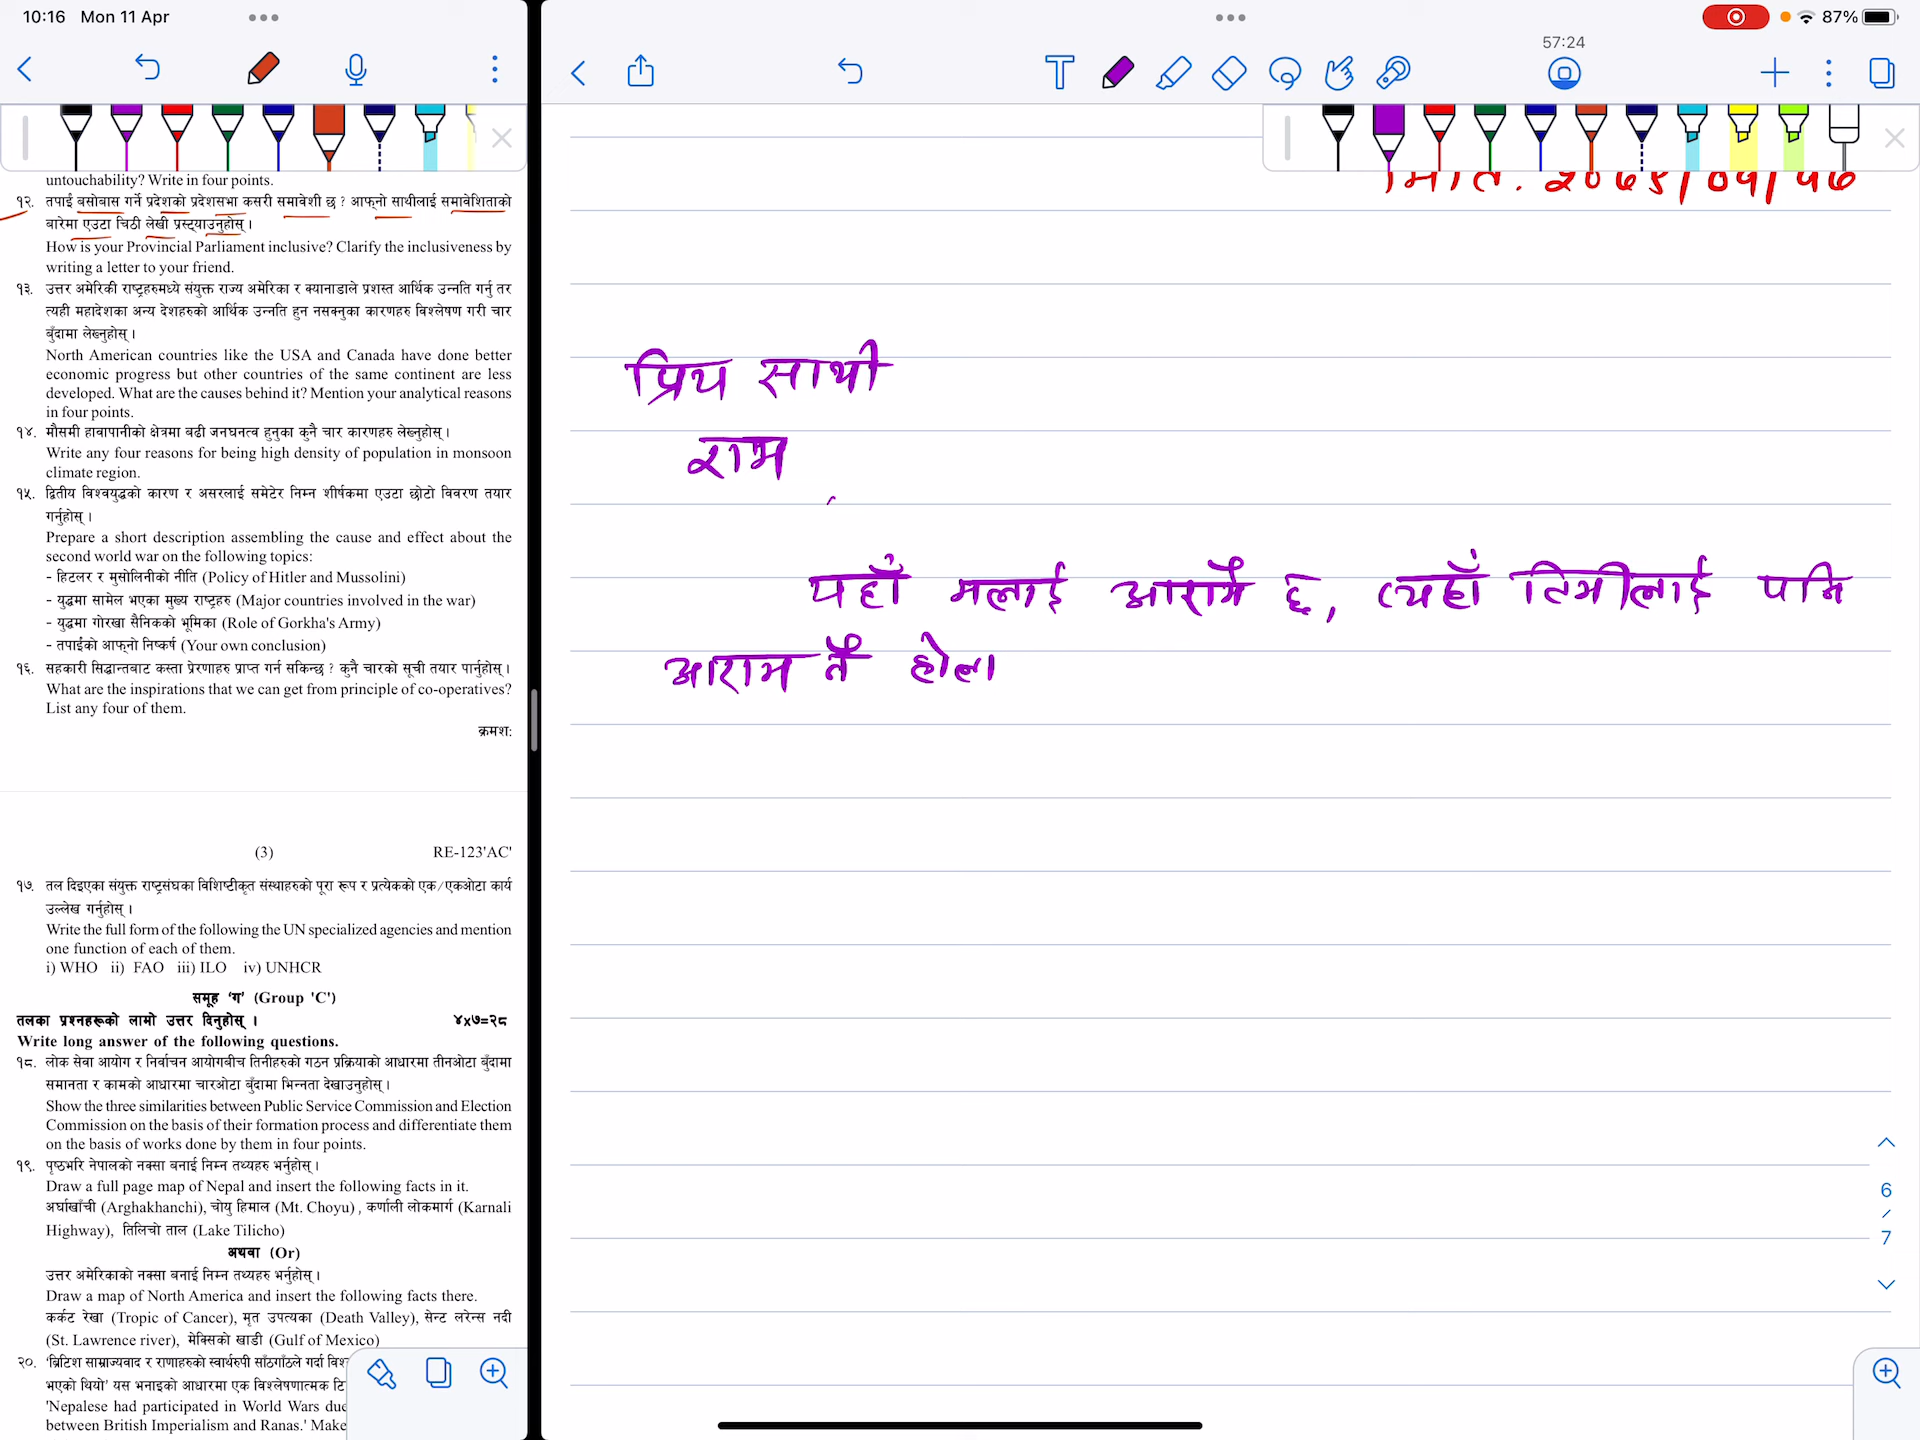 10:16 Mon 11 Apr
87%
57:24
untouchability? Write in four points.
१२. तपाई बसोबास गर्ने प्रदेशको प्रदेशसभा कसरी समावेशी छ ? आफ्नो साथीलाई समावेशिताको
बारेमा एउटा चिठी लेखी प्रस्ट्याउनुहोस् ।
How is your Provincial Parliament inclusive? Clarify the inclusiveness by
writing a letter to your friend.
१३. उत्तर अमेरिकी राष्ट्रहरुमध्ये संयुक्त राज्य अमेरिका र क्यानाडाले प्रशस्त आर्थिक उन्नति गर्नु तर
त्यही महादेशका अन्य देशहरुको आर्थिक उन्नति हुन नसक्नुका कारणहरु विश्लेषण गरी चार
बुँदामा लेख्नुहोस् ।
North American countries like the USA and Canada have done better
economic progress but other countries of the same continent are less
developed. What are the causes behind it? Mention your analytical reasons
in four points.
१४. मौसमी हावापानीको क्षेत्रमा बढी जनघनत्व हुनुका कुनै चार कारणहरु लेख्नुहोस् ।
Write any four reasons for being high density of population in monsoon
climate region.
१५. द्वितीय विश्वयुद्धको कारण र असरलाई समेटेर निम्न शीर्षकमा एउटा छोटो विवरण तयार
गर्नुहोस् ।
Prepare a short description assembling the cause and effect about the
second world war on the following topics:
- हिटलर र मुसोलिनीको नीति (Policy of Hitler and Mussolini)
- युद्धमा सामेल भएका मुख्य राष्ट्रहरु (Major countries involved in the war)
- युद्धमा गोरखा सैनिकको भूमिका (Role of Gorkha's Army)
- तपाईंको आफ्नो निष्कर्ष (Your own conclusion)
१६. सहकारी सिद्धान्तबाट कस्ता प्रेरणाहरु प्राप्त गर्न सकिन्छ ? कुनै चारको सूची तयार पार्नुहोस् ।
What are the inspirations that we can get from principle of co-operatives?
List any four of them.
क्रमश:
(3) RE-123'AC'
१७. तल दिइएका संयुक्त राष्ट्रसंघका विशिष्टीकृत संस्थाहरुको पूरा रूप र प्रत्येकको एक/एकओटा कार्य
उल्लेख गर्नुहोस् ।
Write the full form of the following the UN specialized agencies and mention
one function of each of them.
i) WHO ii) FAO iii) ILO iv) UNHCR
समूह ‘ग’ (Group 'C')
तलका प्रश्नहरूको लामो उत्तर दिनुहोस् । ४x७=२८
Write long answer of the following questions.
१८. लोक सेवा आयोग र निर्वाचन आयोगबीच तिनीहरुको गठन प्रक्रियाको आधारमा तीनओटा बुँदामा
समानता र कामको आधारमा चारओटा बुँदामा भिन्नता देखाउनुहोस् ।
Show the three similarities between Public Service Commission and Election
Commission on the basis of their formation process and differentiate them
on the basis of works done by them in four points.
१९. पृष्ठभरि नेपालको नक्सा बनाई निम्न तथ्यहरु भर्नुहोस् ।
Draw a full page map of Nepal and insert the following facts in it.
अर्घाखाँची (Arghakhanchi), चोयु हिमाल (Mt. Choyu) , कर्णाली लोकमार्ग (Karnali
Highway), तिलिचो ताल (Lake Tilicho)
अथवा (Or)
उत्तर अमेरिकाको नक्सा बनाई निम्न तथ्यहरु भर्नुहोस् ।
Draw a map of North America and insert the following facts there.
कर्कट रेखा (Tropic of Cancer), मृत उपत्यका (Death Valley), सेन्ट लरेन्स नदी
(St. Lawrence river), मेक्सिको खाडी (Gulf of Mexico)
२०. 'ब्रिटिश साम्राज्यवाद र राणाहरुको स्वार्थरुपी साँठगाँठले गर्दा
भएको थियो' यस भनाइको आधारमा एक विश्लेषणात्मक
'Nepalese had participated in World Wars due
between British Imperialism and Ranas.' Make
प्रिय साथी
राम
यहाँ मलाई आरामै छ, त्यहाँ तिमीलाई पनि
आराम नै होला
6
/
7